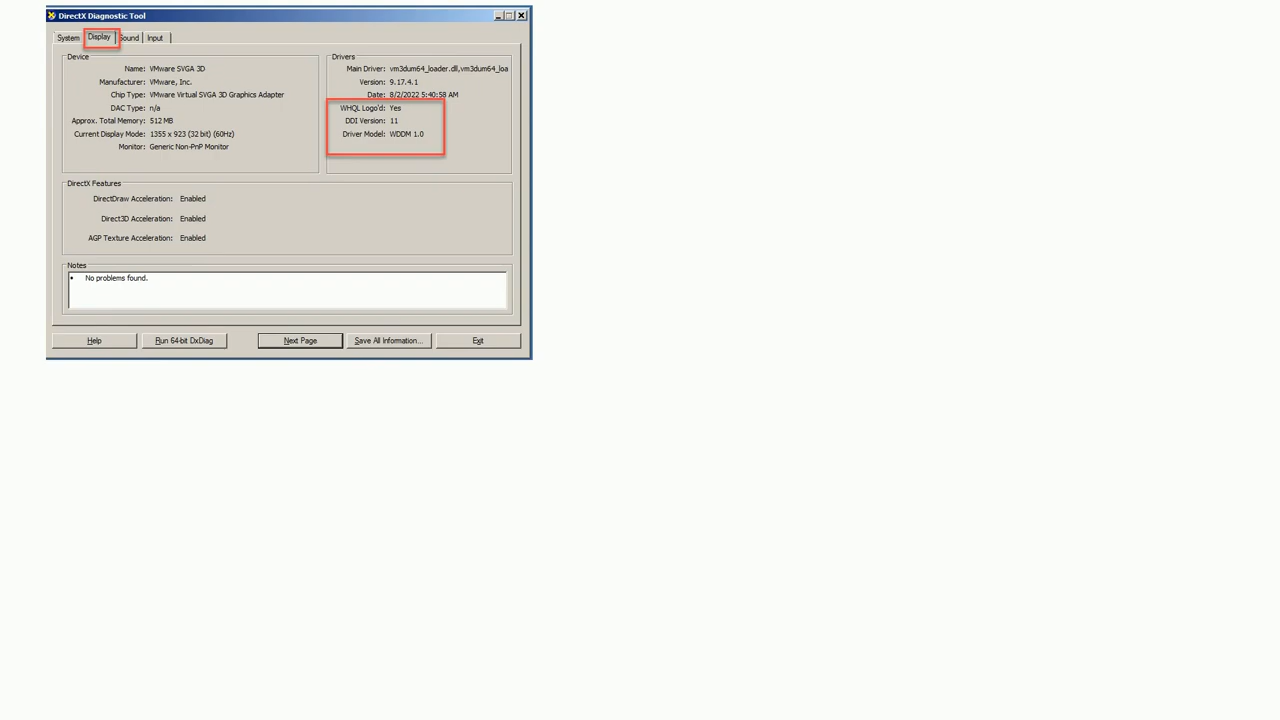 DirectX Diagnostic Tool
System Display Sound Input
Device
Name: VMware SVGA 3D
Manufacturer: VMware, Inc.
Chip Type: VMware Virtual SVGA 3D Graphics Adapter
DAC Type: n/a
Approx. Total Memory: 512 MB
Current Display Mode: 1355 x 923 (32 bit) (60Hz)
Monitor: Generic Non-PnP Monitor
Drivers
Main Driver: vm3dum64_loader.dll,vm3dum64_loa
Version: 9.17.4.1
Date: 8/2/2022 5:40:58 AM
WHQL Logo'd: Yes
DDI Version: 11
Driver Model: WDDM 1.0
DirectX Features
DirectDraw Acceleration: Enabled
Direct3D Acceleration: Enabled
AGP Texture Acceleration: Enabled
Notes
• No problems found.
Help Run 64-bit DxDiag Next Page Save All Information... Exit